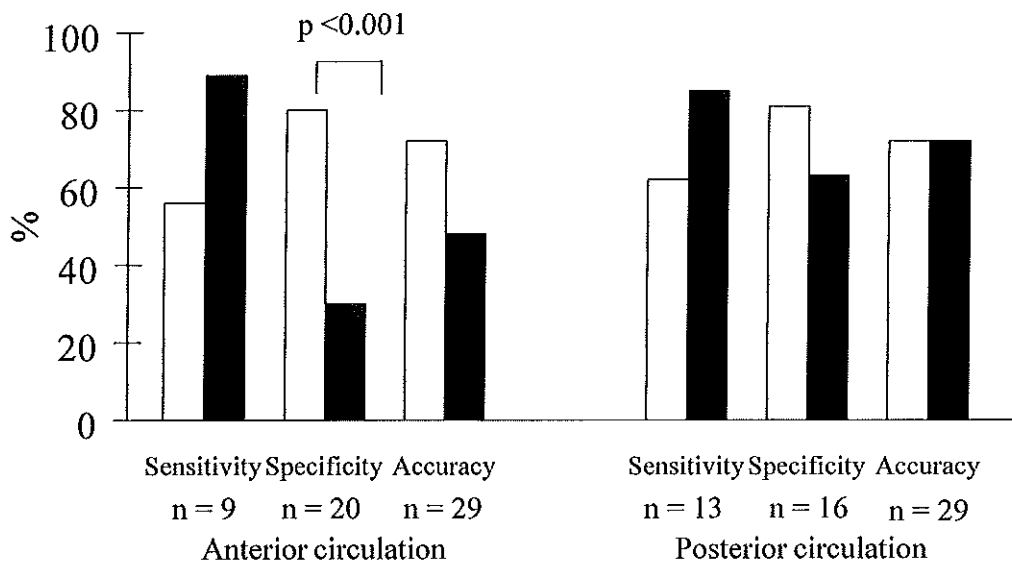 p <0.001
100
80
60
40
20
0
%
Sensitivity Specificity Accuracy
n = 9 n = 20 n = 29
Anterior circulation
Sensitivity Specificity Accuracy
n = 13 n = 16 n = 29
Posterior circulation